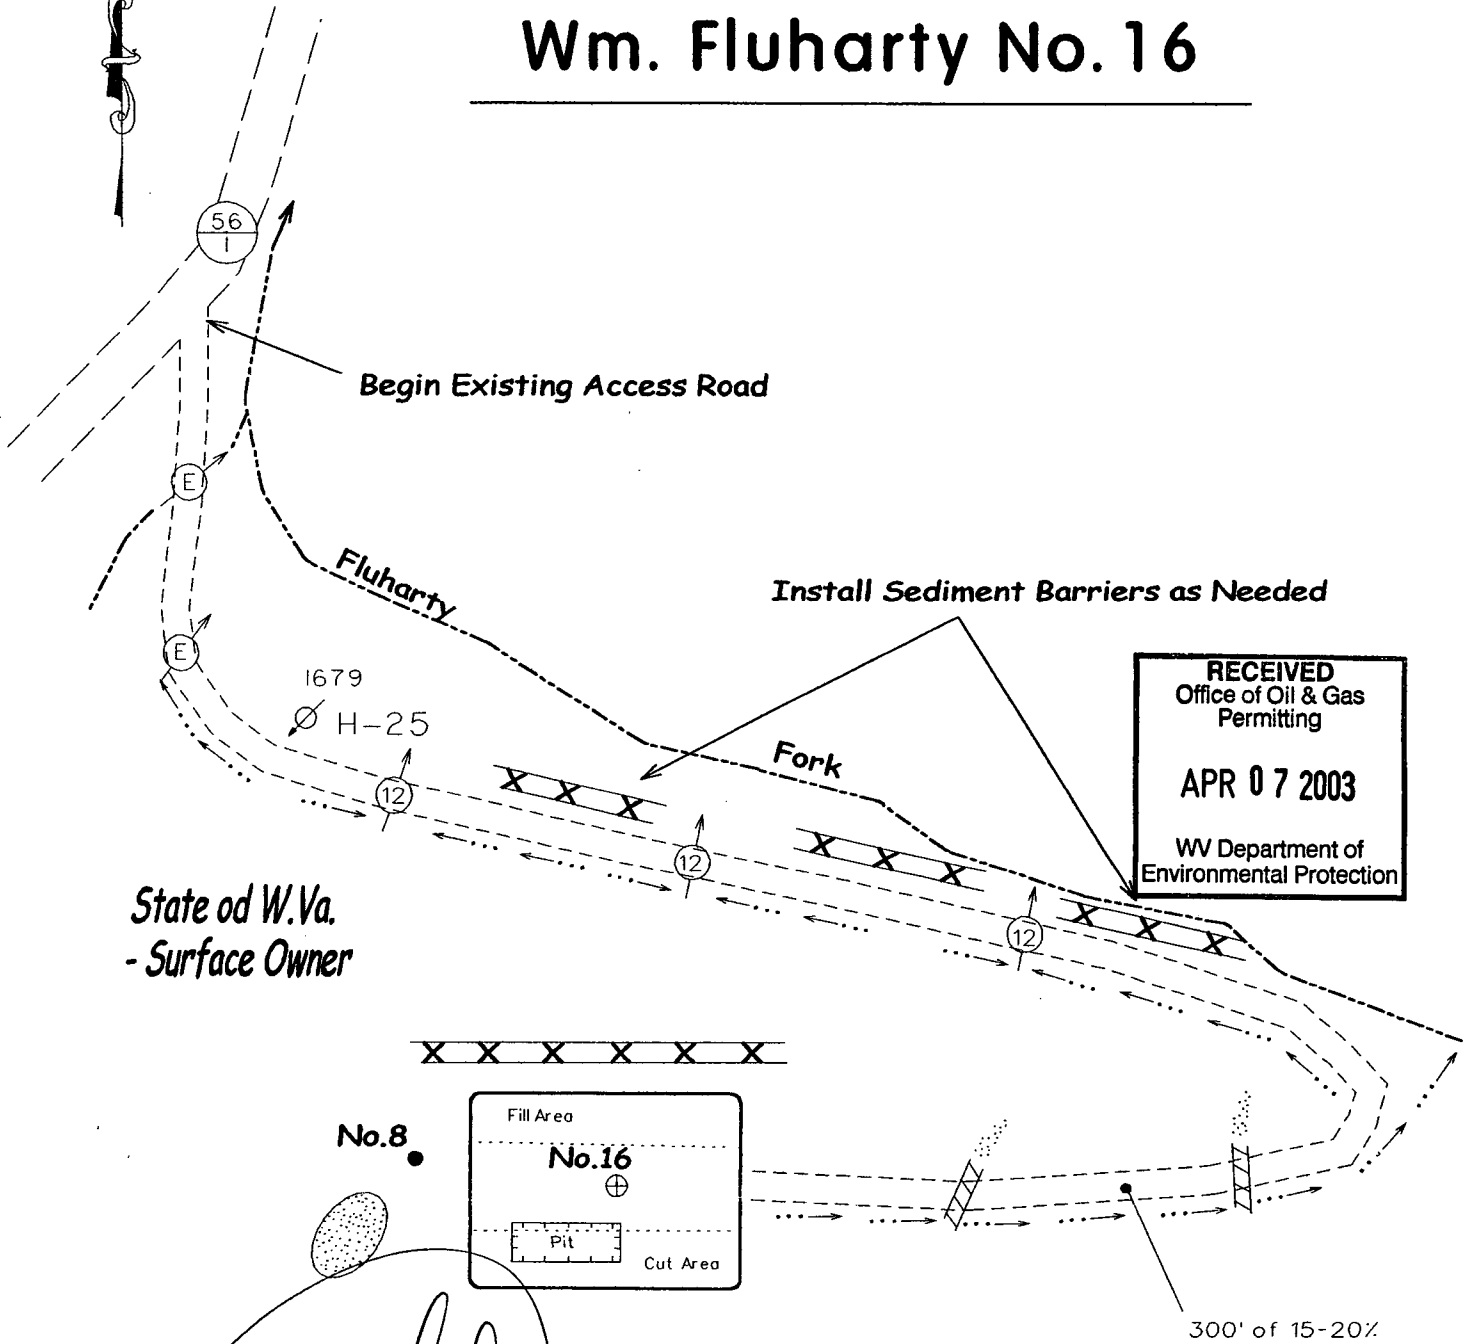 Wm. Fluharty No. 16
56
1
Begin Existing Access Road
E
Fluharty
Install Sediment Barriers as Needed
E
1679
H-25
RECEIVED
Office of Oil & Gas
Permitting
APR 07 2003
WV Department of
Environmental Protection
Fork
12
12
12
State od W.Va.
- Surface Owner
X X X
X X X
X X X
X X X X X X
Fill Area
No.8
No.16
Pit
Cut Area
300' of 15-20%